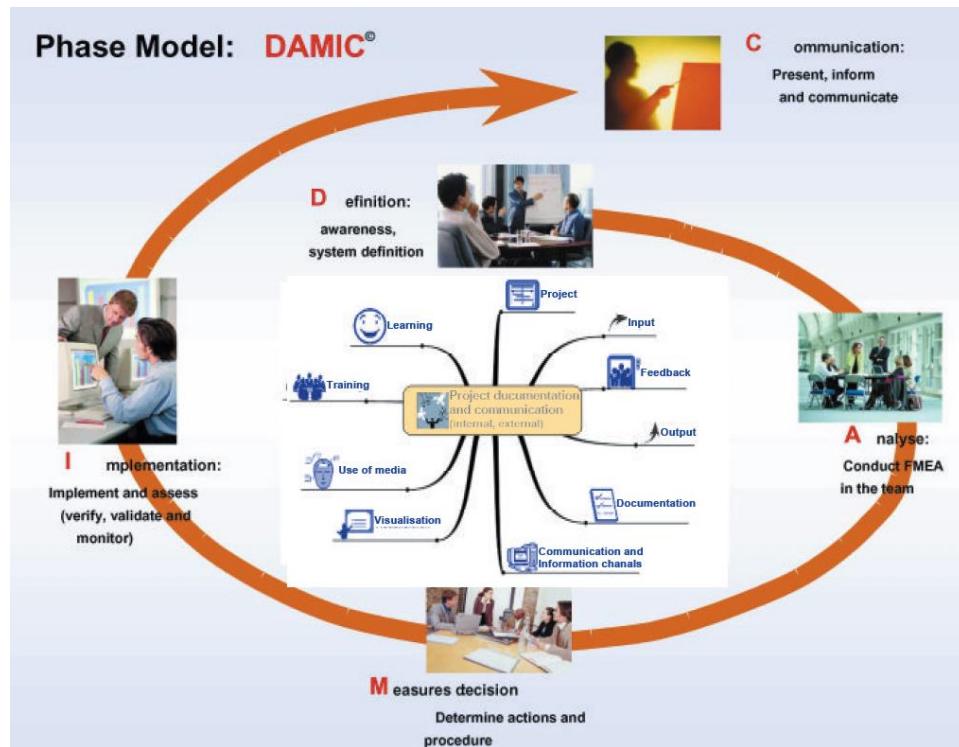 Phase Model: DAMIC©
C ommunication:
Present, inform
and communicate
D efinition:
awareness,
system definition
Project
Learning
Input
Feedback
Training
Project ducumentation
and communication
(internal, external)
Output
Use of media
Documentation
Visualisation
Communication and
Information chanals
A nalyse:
Conduct FMEA
in the team
I mplementation:
Implement and assess
(verify, validate and
monitor)
M easures decision
Determine actions and
procedure